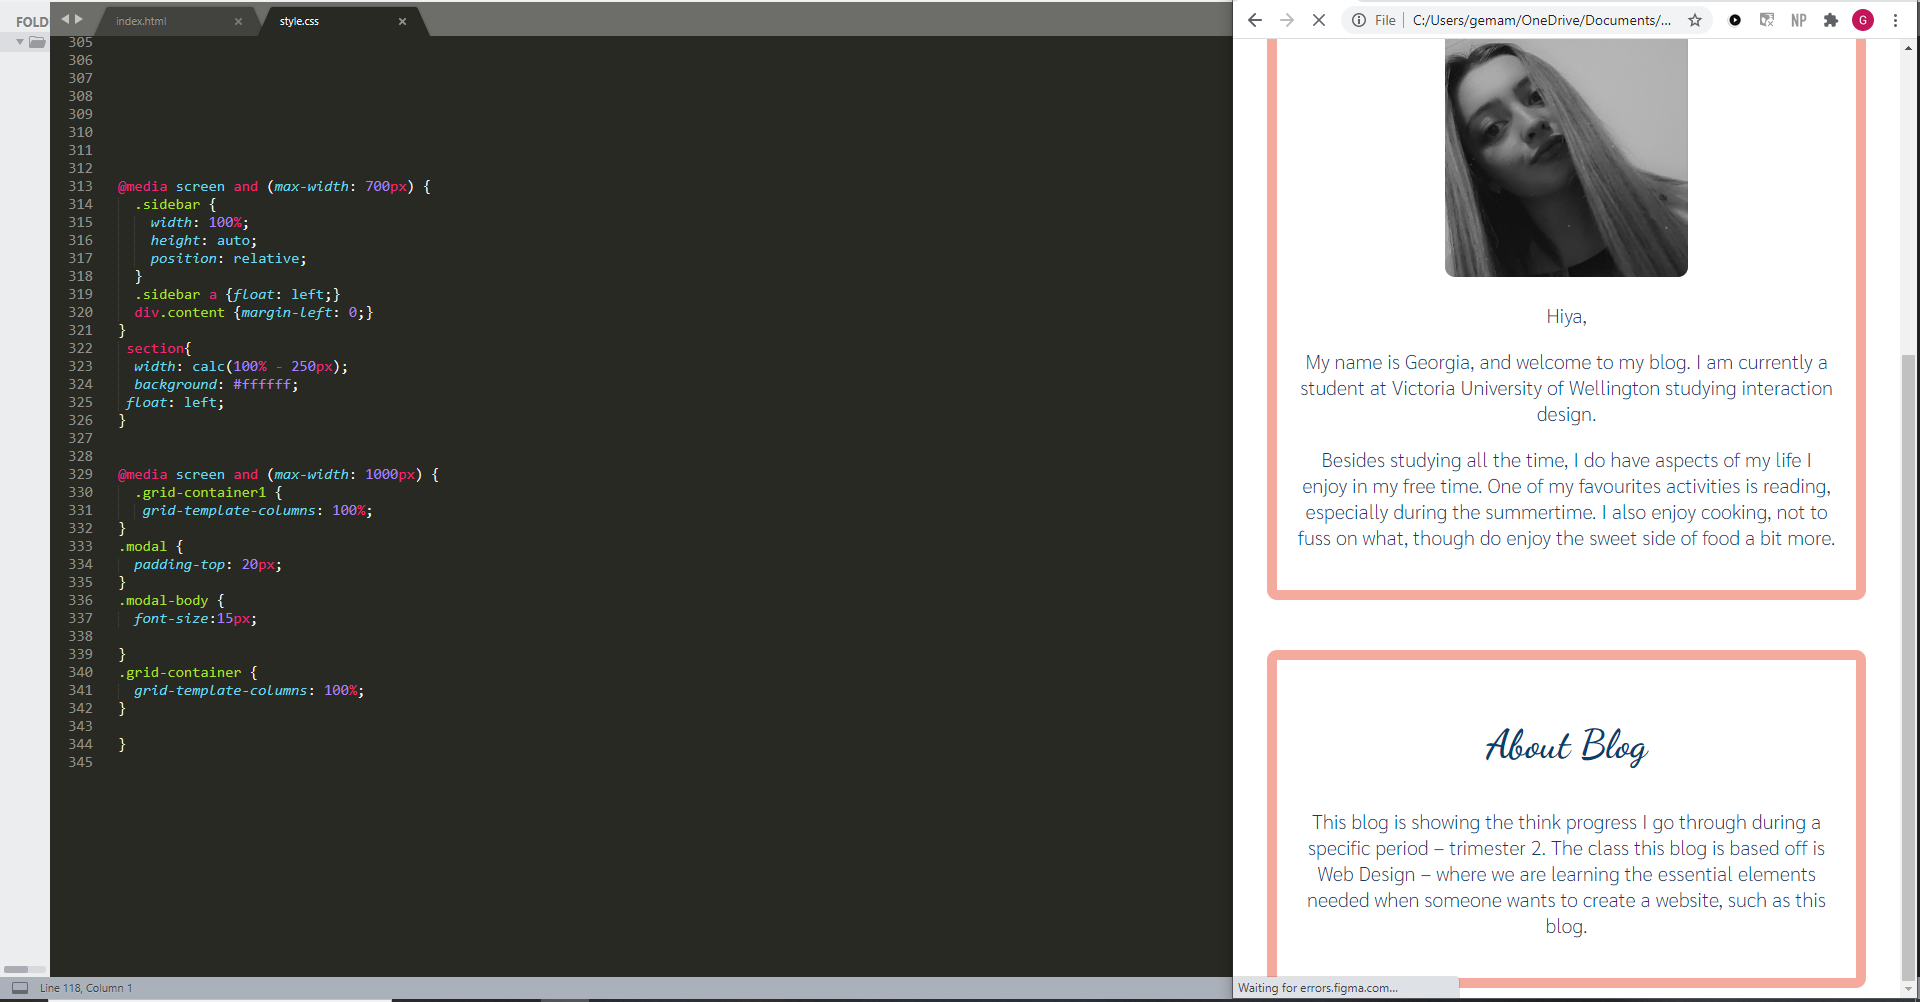 FOLD
index.html
style.css
305
306
307
308
309
310
311
312
313 @media screen and (max-width: 700px) {
314 .sidebar {
315 width: 100%;
316 height: auto;
317 position: relative;
318 }
319 .sidebar a {float: left;}
320 div.content {margin-left: 0;}
321 }
322 section{
323 width: calc(100% - 250px);
324 background: #ffffff;
325 float: left;
326 }
327
328
329 @media screen and (max-width: 1000px) {
330 .grid-container1 {
331 grid-template-columns: 100%;
332 }
333 .modal {
334 padding-top: 20px;
335 }
336 .modal-body {
337 font-size:15px;
338
339 }
340 .grid-container {
341 grid-template-columns: 100%;
342 }
343
344 }
345
Line 118, Column 1
File C:/Users/gemam/OneDrive/Documents/...
NP
G
Hiya,
My name is Georgia, and welcome to my blog. I am currently a
student at Victoria University of Wellington studying interaction
design.
Besides studying all the time, I do have aspects of my life I
enjoy in my free time. One of my favourites activities is reading,
especially during the summertime. I also enjoy cooking, not to
fuss on what, though do enjoy the sweet side of food a bit more.
About Blog
This blog is showing the think progress I go through during a
specific period – trimester 2. The class this blog is based off is
Web Design – where we are learning the essential elements
needed when someone wants to create a website, such as this
blog.
Waiting for errors.figma.com...